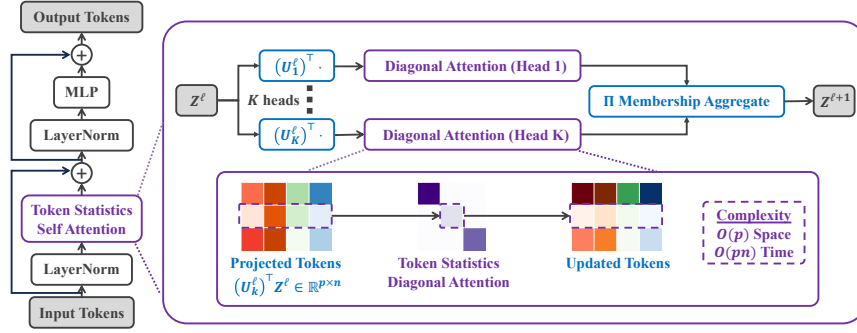 Output Tokens
+
MLP
LayerNorm
+
Token Statistics
Self Attention
LayerNorm
Input Tokens
Z^ℓ
K heads
(U_1^ℓ)^⊤ ·
(U_K^ℓ)^⊤ ·
Diagonal Attention (Head 1)
Diagonal Attention (Head K)
Π Membership Aggregate
Z^{ℓ+1}
Projected Tokens
(U_k^ℓ)^⊤ Z^ℓ ∈ ℝ^{p×n}
Token Statistics
Diagonal Attention
Updated Tokens
Complexity
O(p) Space
O(pn) Time